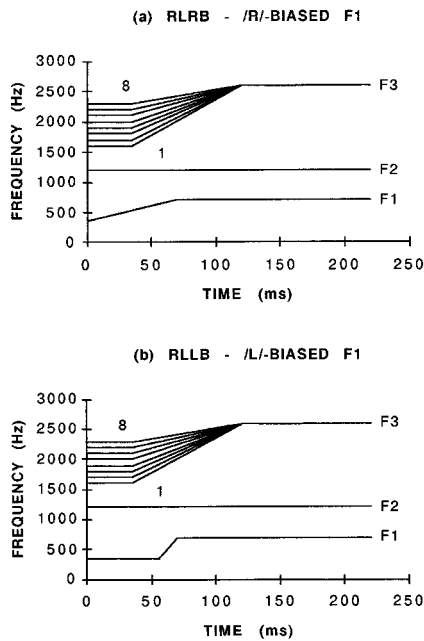 (a) RLRB - /R/-BIASED F1
FREQUENCY (Hz)
3000
2500
2000
1500
1000
500
0
8
1
F3
F2
F1
0 50 100 150 200 250
TIME (ms)
(b) RLLB - /L/-BIASED F1
FREQUENCY (Hz)
3000
2500
2000
1500
1000
500
0
8
1
F3
F2
F1
0 50 100 150 200 250
TIME (ms)